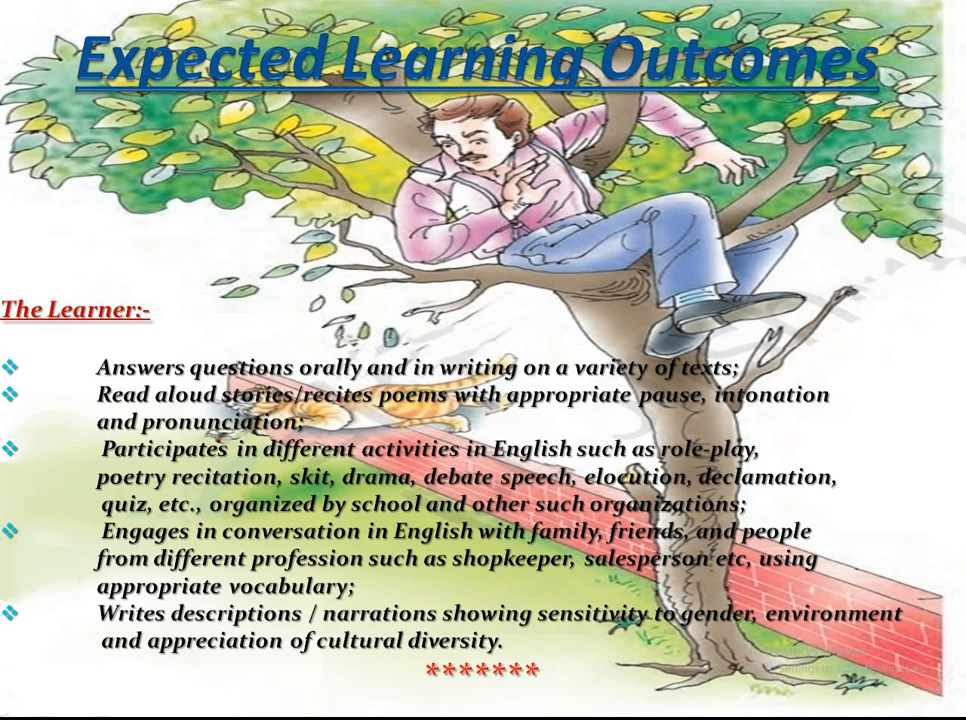 Expected Learning Outcomes
The Learner:-
❖ Answers questions orally and in writing on a variety of texts;
❖ Read aloud stories/recites poems with appropriate pause, intonation
and pronunciation;
❖ Participates in different activities in English such as role-play,
poetry recitation, skit, drama, debate speech, elocution, declamation,
quiz, etc., organized by school and other such organizations;
❖ Engages in conversation in English with family, friends, and people
from different profession such as shopkeeper, salesperson etc, using
appropriate vocabulary;
❖ Writes descriptions / narrations showing sensitivity to gender, environment
and appreciation of cultural diversity.
*******